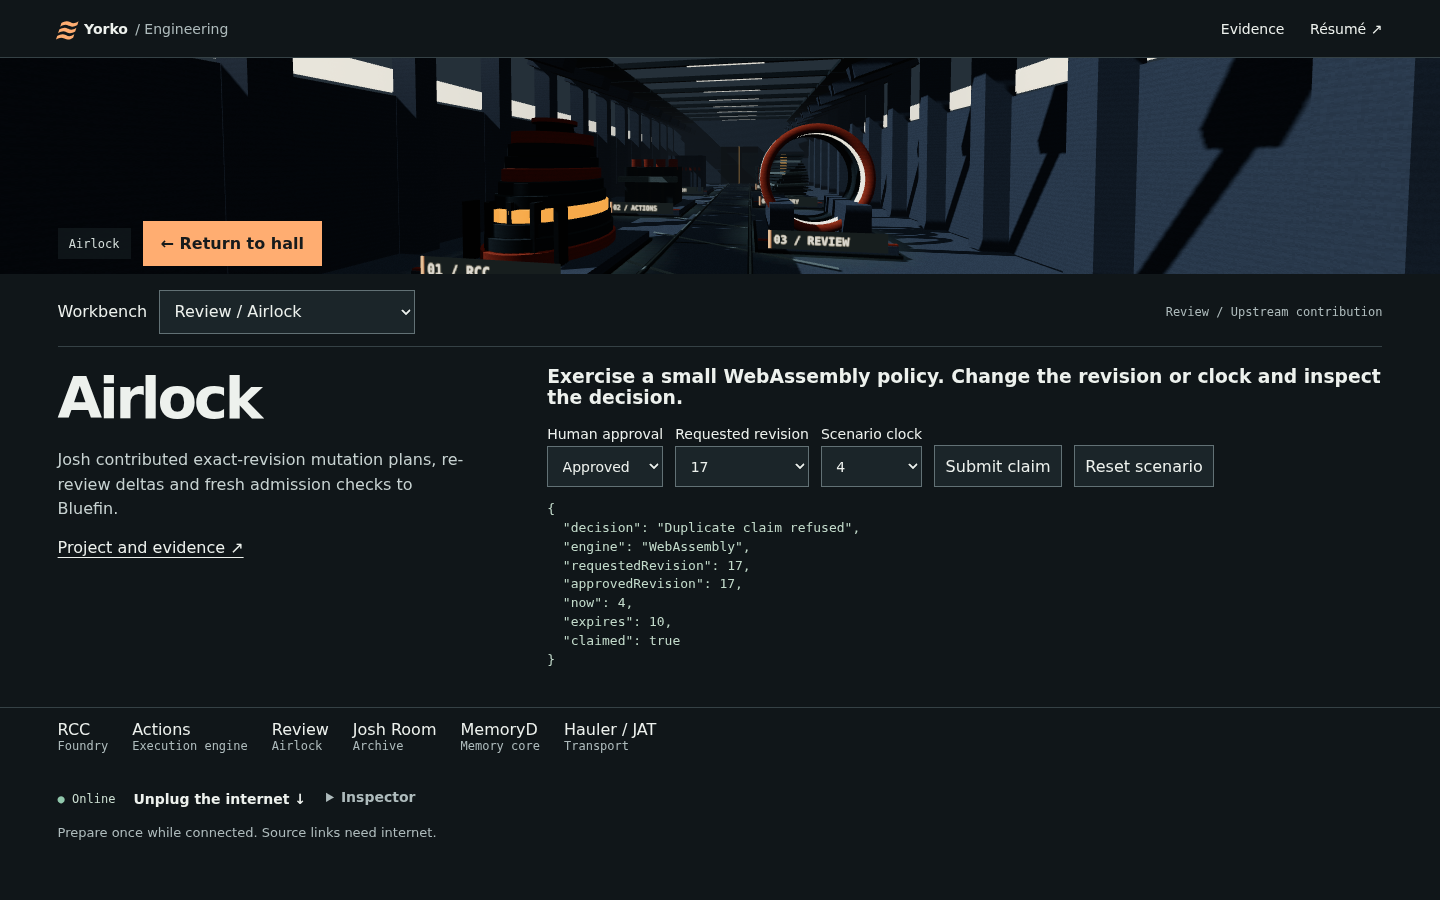 Yorko / Engineering
Evidence
Résumé ↗
02 / ACTIONS
03 / REVIEW
01 / RCC
Airlock
← Return to hall
Workbench
Review / Airlock
Review / Upstream contribution
Airlock
Josh contributed exact-revision mutation plans, re-
review deltas and fresh admission checks to
Bluefin.
Project and evidence ↗
Exercise a small WebAssembly policy. Change the revision or clock and inspect
the decision.
Human approval
Requested revision
Scenario clock
Approved
17
4
Submit claim
Reset scenario
{
"decision": "Duplicate claim refused",
"engine": "WebAssembly",
"requestedRevision": 17,
"approvedRevision": 17,
"now": 4,
"expires": 10,
"claimed": true
}
RCC
Foundry
Actions
Execution engine
Review
Airlock
Josh Room
Archive
MemoryD
Memory core
Hauler / JAT
Transport
● Online
Unplug the internet ↓
▶ Inspector
Prepare once while connected. Source links need internet.